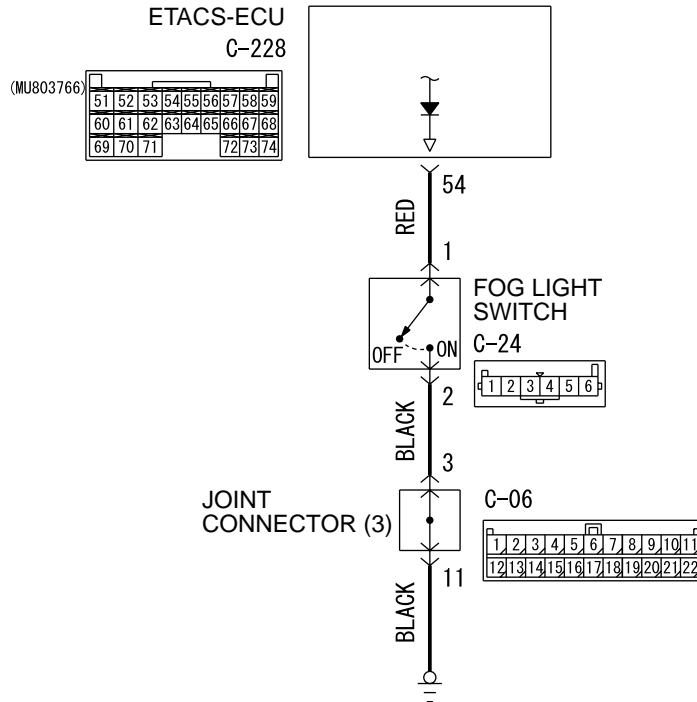 ETACS-ECU
C-228
(MU803766)
51 52 53 54 55 56 57 58 59
60 61 62 63 64 65 66 67 68
69 70 71 72 73 74
54
RED
1
FOG LIGHT
SWITCH
OFF ON
C-24
1 2 3 4 5 6
2
BLACK
3
JOINT
CONNECTOR (3)
C-06
1 2 3 4 5 6 7 8 9 10 11
12 13 14 15 16 17 18 19 20 21 22
11
BLACK